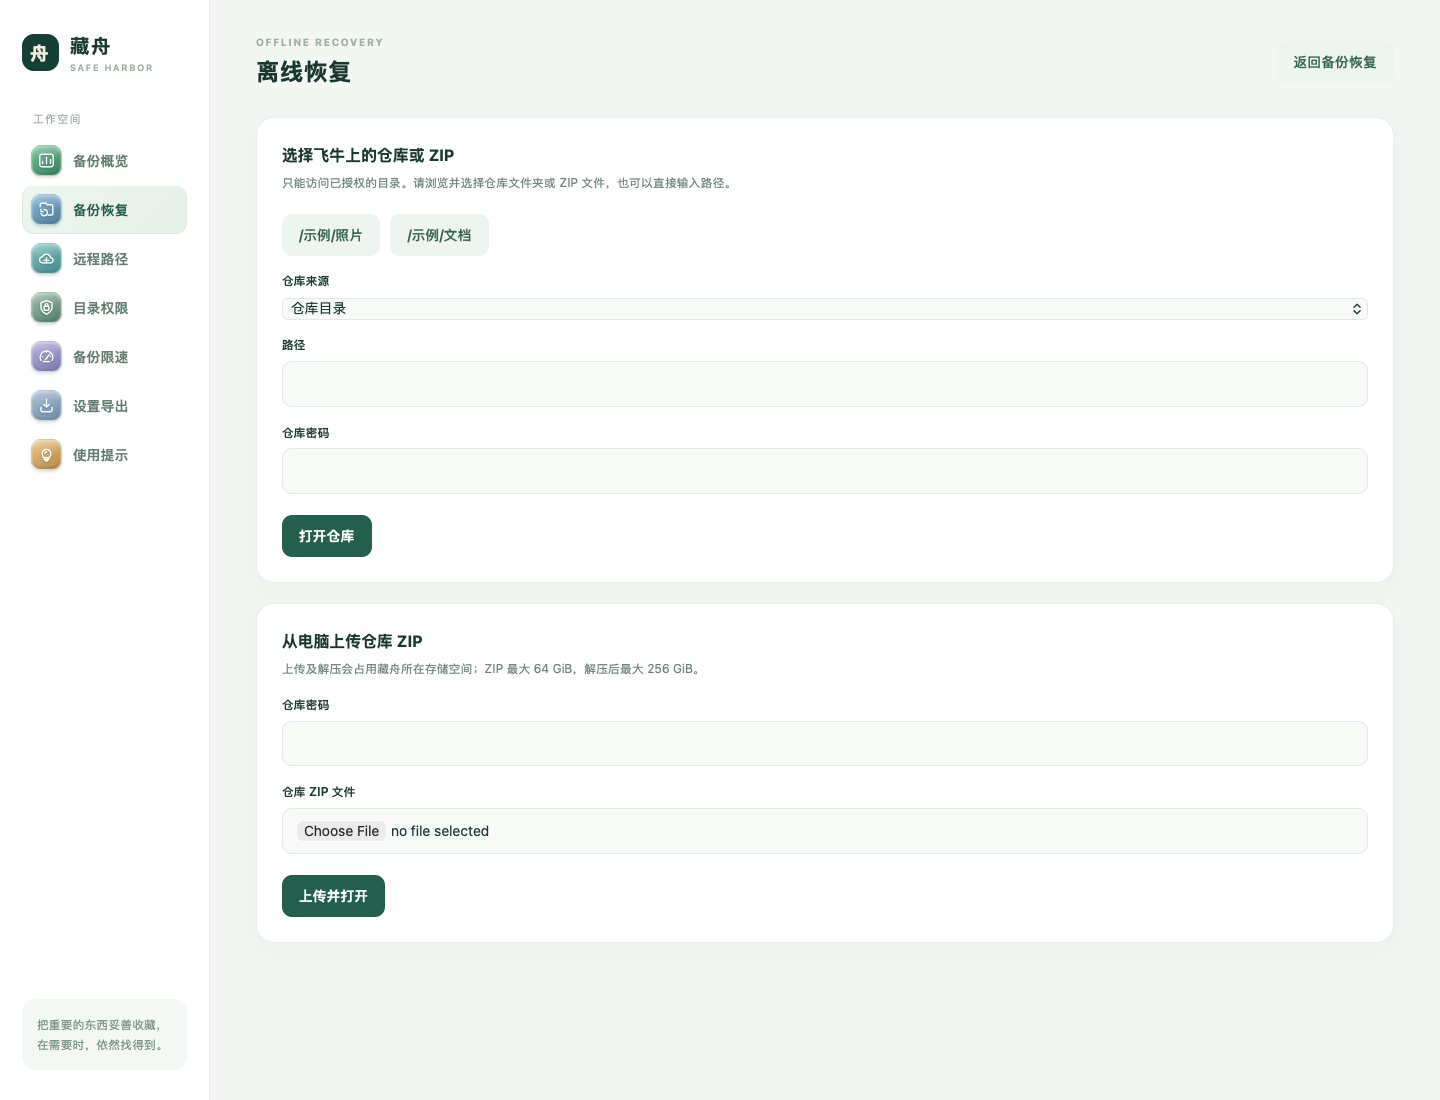 舟
藏舟
SAFE HARBOR
工作空间
备份概览
备份恢复
远程路径
目录权限
备份限速
设置导出
使用提示
把重要的东西妥善收藏，
在需要时，依然找得到。
OFFLINE RECOVERY
离线恢复
返回备份恢复
选择飞牛上的仓库或 ZIP
只能访问已授权的目录。请浏览并选择仓库文件夹或 ZIP 文件，也可以直接输入路径。
/示例/照片
/示例/文档
仓库来源
仓库目录
路径
仓库密码
打开仓库
从电脑上传仓库 ZIP
上传及解压会占用藏舟所在存储空间；ZIP 最大 64 GiB，解压后最大 256 GiB。
仓库密码
仓库 ZIP 文件
Choose File no file selected
上传并打开